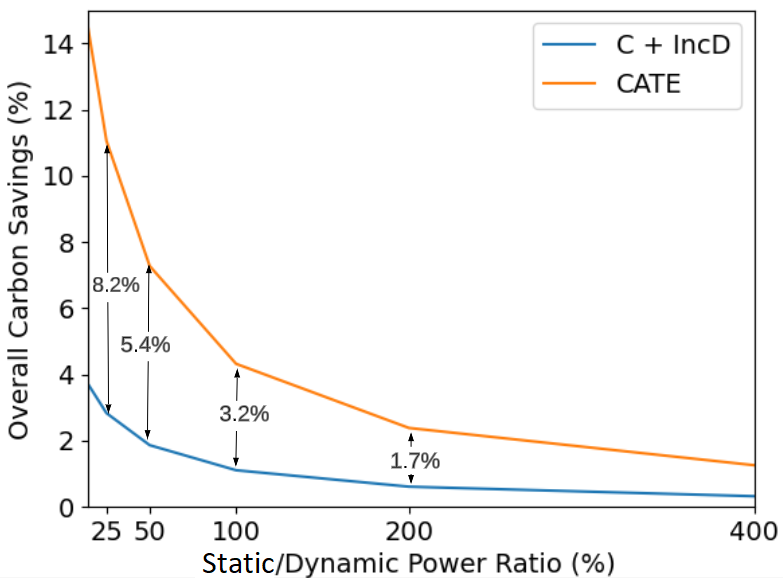 Overall Carbon Savings (%)
14
12
10
8
6
4
2
0
C + IncD
CATE
8.2%
5.4%
3.2%
1.7%
25 50 100 200 400
Static/Dynamic Power Ratio (%)